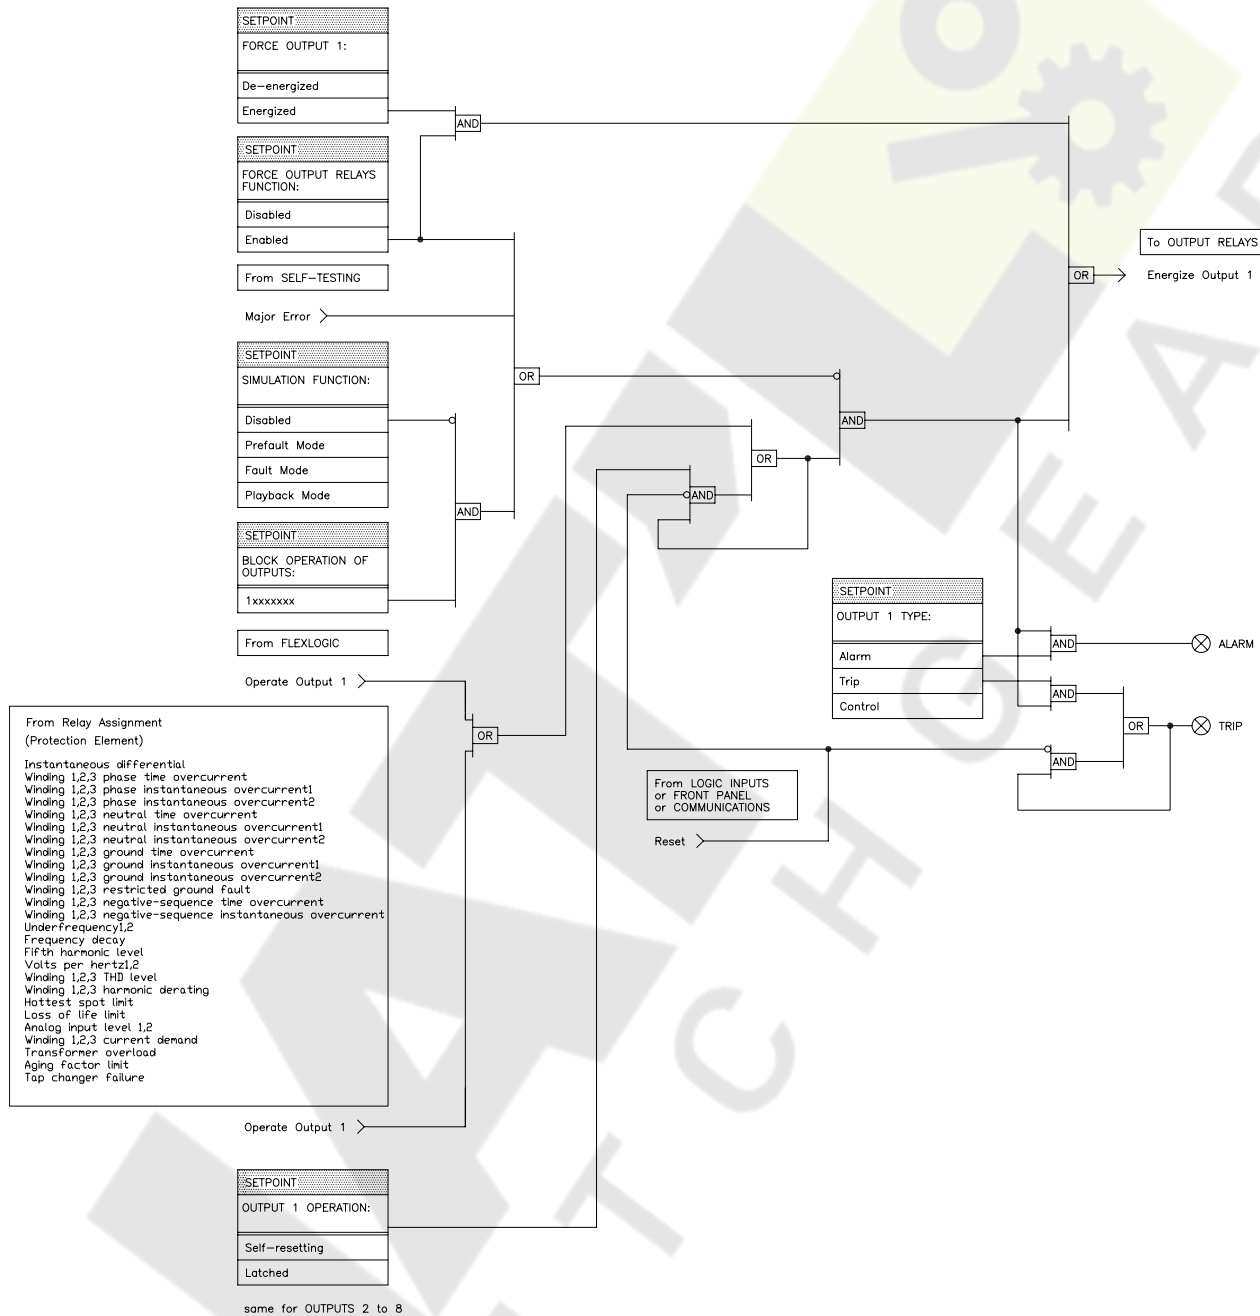 SETPOINT
FORCE OUTPUT 1:
De-energized
Energized
AND
SETPOINT
FORCE OUTPUT RELAYS
FUNCTION:
Disabled
Enabled
To OUTPUT RELAYS
OR
Energize Output 1
From SELF-TESTING
Major Error
SETPOINT
SIMULATION FUNCTION:
Disabled
Prefault Mode
Fault Mode
Playback Mode
OR
AND
OR
AND
AND
SETPOINT
BLOCK OPERATION OF
OUTPUTS:
1xxxxxxx
From FLEXLOGIC
Operate Output 1
OR
SETPOINT
OUTPUT 1 TYPE:
Alarm
Trip
Control
AND
ALARM
AND
OR
TRIP
AND
From LOGIC INPUTS
or FRONT PANEL
or COMMUNICATIONS
Reset
From Relay Assignment
(Protection Element)
Instantaneous differential
Winding 1,2,3 phase time overcurrent
Winding 1,2,3 phase instantaneous overcurrent1
Winding 1,2,3 phase instantaneous overcurrent2
Winding 1,2,3 neutral time overcurrent
Winding 1,2,3 neutral instantaneous overcurrent1
Winding 1,2,3 neutral instantaneous overcurrent2
Winding 1,2,3 ground time overcurrent
Winding 1,2,3 ground instantaneous overcurrent1
Winding 1,2,3 ground instantaneous overcurrent2
Winding 1,2,3 restricted ground fault
Winding 1,2,3 negative-sequence time overcurrent
Winding 1,2,3 negative-sequence instantaneous overcurrent
Underfrequency1,2
Frequency decay
Fifth harmonic level
Volts per hertz1,2
Winding 1,2,3 THD level
Winding 1,2,3 harmonic derating
Hottest spot limit
Loss of life limit
Analog input level 1,2
Winding 1,2,3 current demand
Transformer overload
Aging factor limit
Tap changer failure
Operate Output 1
SETPOINT
OUTPUT 1 OPERATION:
Self-resetting
Latched
same for OUTPUTS 2 to 8